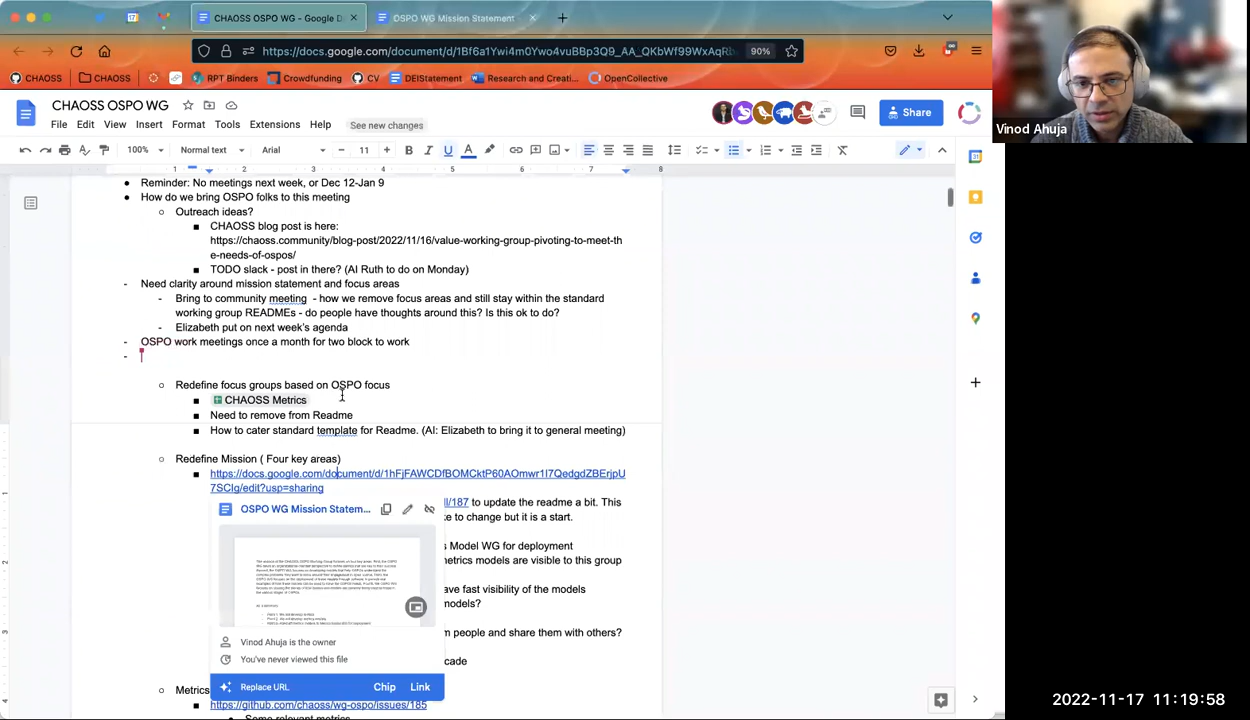 CHAOSS OSPO WG - Google D
OSPO WG Mission Statement
https://docs.google.com/document/d/1Bf6a1Ywi4m0Ywo4vuBBp3Q9_AA_QKbWf99WxAqRb
90%
CHAOSS
CHAOSS
RPT Binders
Crowdfunding
CV
DEIStatement
Research and Creati...
OpenCollective
CHAOSS OSPO WG
File Edit View Insert Format Tools Extensions Help
See new changes
Share
Vinod Ahuja
100%
Normal text
Arial
11
1 2 3 4 5 6 7 8
Reminder: No meetings next week, or Dec 12-Jan 9
How do we bring OSPO folks to this meeting
Outreach ideas?
CHAOSS blog post is here:
https://chaoss.community/blog-post/2022/11/16/value-working-group-pivoting-to-meet-th
e-needs-of-ospos/
TODO slack - post in there? (AI Ruth to do on Monday)
- Need clarity around mission statement and focus areas
- Bring to community meeting - how we remove focus areas and still stay within the standard
working group READMEs - do people have thoughts around this? Is this ok to do?
- Elizabeth put on next week's agenda
- OSPO work meetings once a month for two block to work
-
Redefine focus groups based on OSPO focus
CHAOSS Metrics
Need to remove from Readme
How to cater standard template for Readme. (AI: Elizabeth to bring it to general meeting)
Redefine Mission ( Four key areas)
https://docs.google.com/document/d/1hFjFAWCDfBOMCktP60AOmwr1I7QedgdZBErjpU
7SCIg/edit?usp=sharing
OSPO WG Mission Statem...
ll/187 to update the readme a bit. This
e to change but it is a start.
s Model WG for deployment
etrics models are visible to this group
ave fast visibility of the models
models?
m people and share them with others?
cade
Vinod Ahuja is the owner
You've never viewed this file
Replace URL
Chip
Link
Metrics
https://github.com/chaoss/wg-ospo/issues/185
Some relevant metrics
2022-11-17 11:19:58